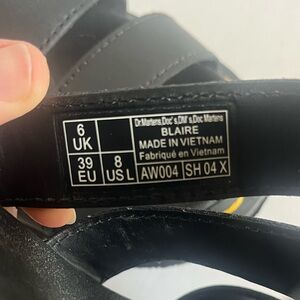 6 UK
39 EU
8 US L
Dr.Martens,Doc' s,DM' s,Doc Martens
BLAIRE
MADE IN VIETNAM
Fabriqué en Vietnam
AW004 SH 04 X